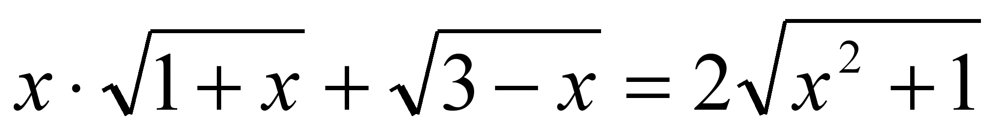 x · √(1 + x) + √(3 − x) = 2√(x² + 1)